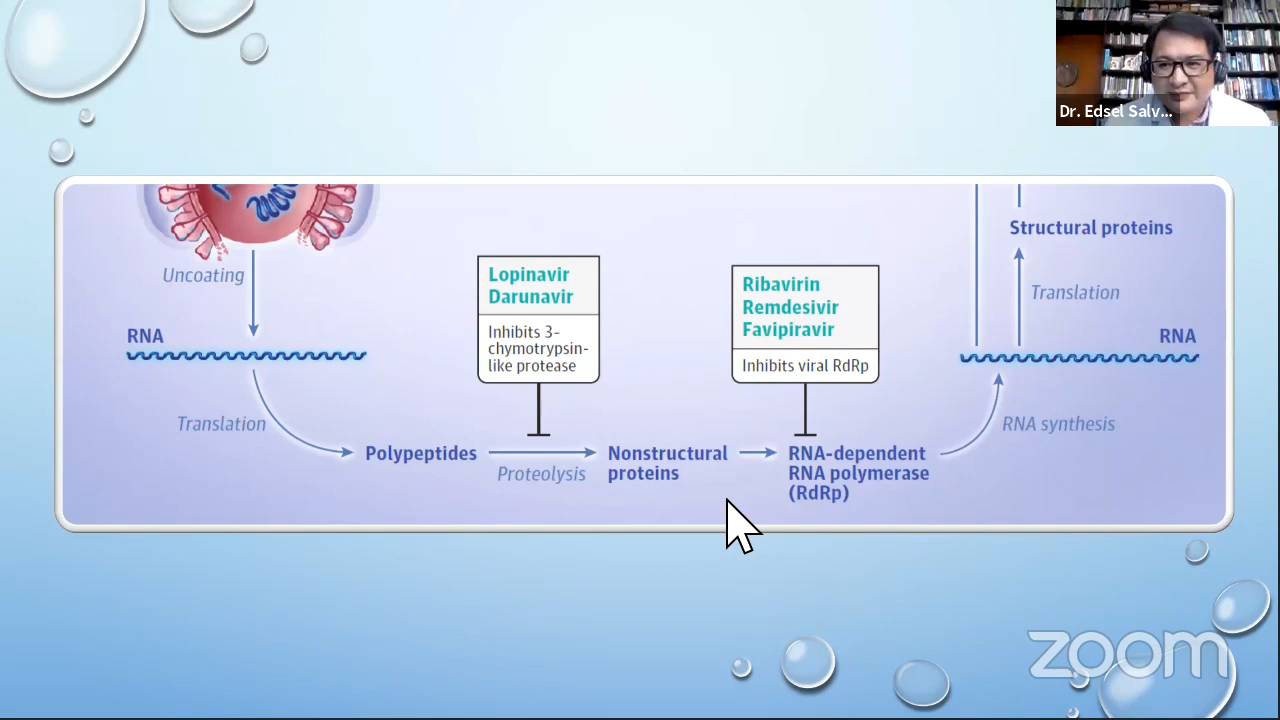 Dr. Edsel Salv...
Structural proteins
Uncoating
Translation
RNA
RNA
Lopinavir
Darunavir
Inhibits 3-
chymotrypsin-
like protease
Ribavirin
Remdesivir
Favipiravir
Inhibits viral RdRp
Translation
RNA synthesis
Polypeptides
Proteolysis
Nonstructural
proteins
RNA-dependent
RNA polymerase
(RdRp)
zoom